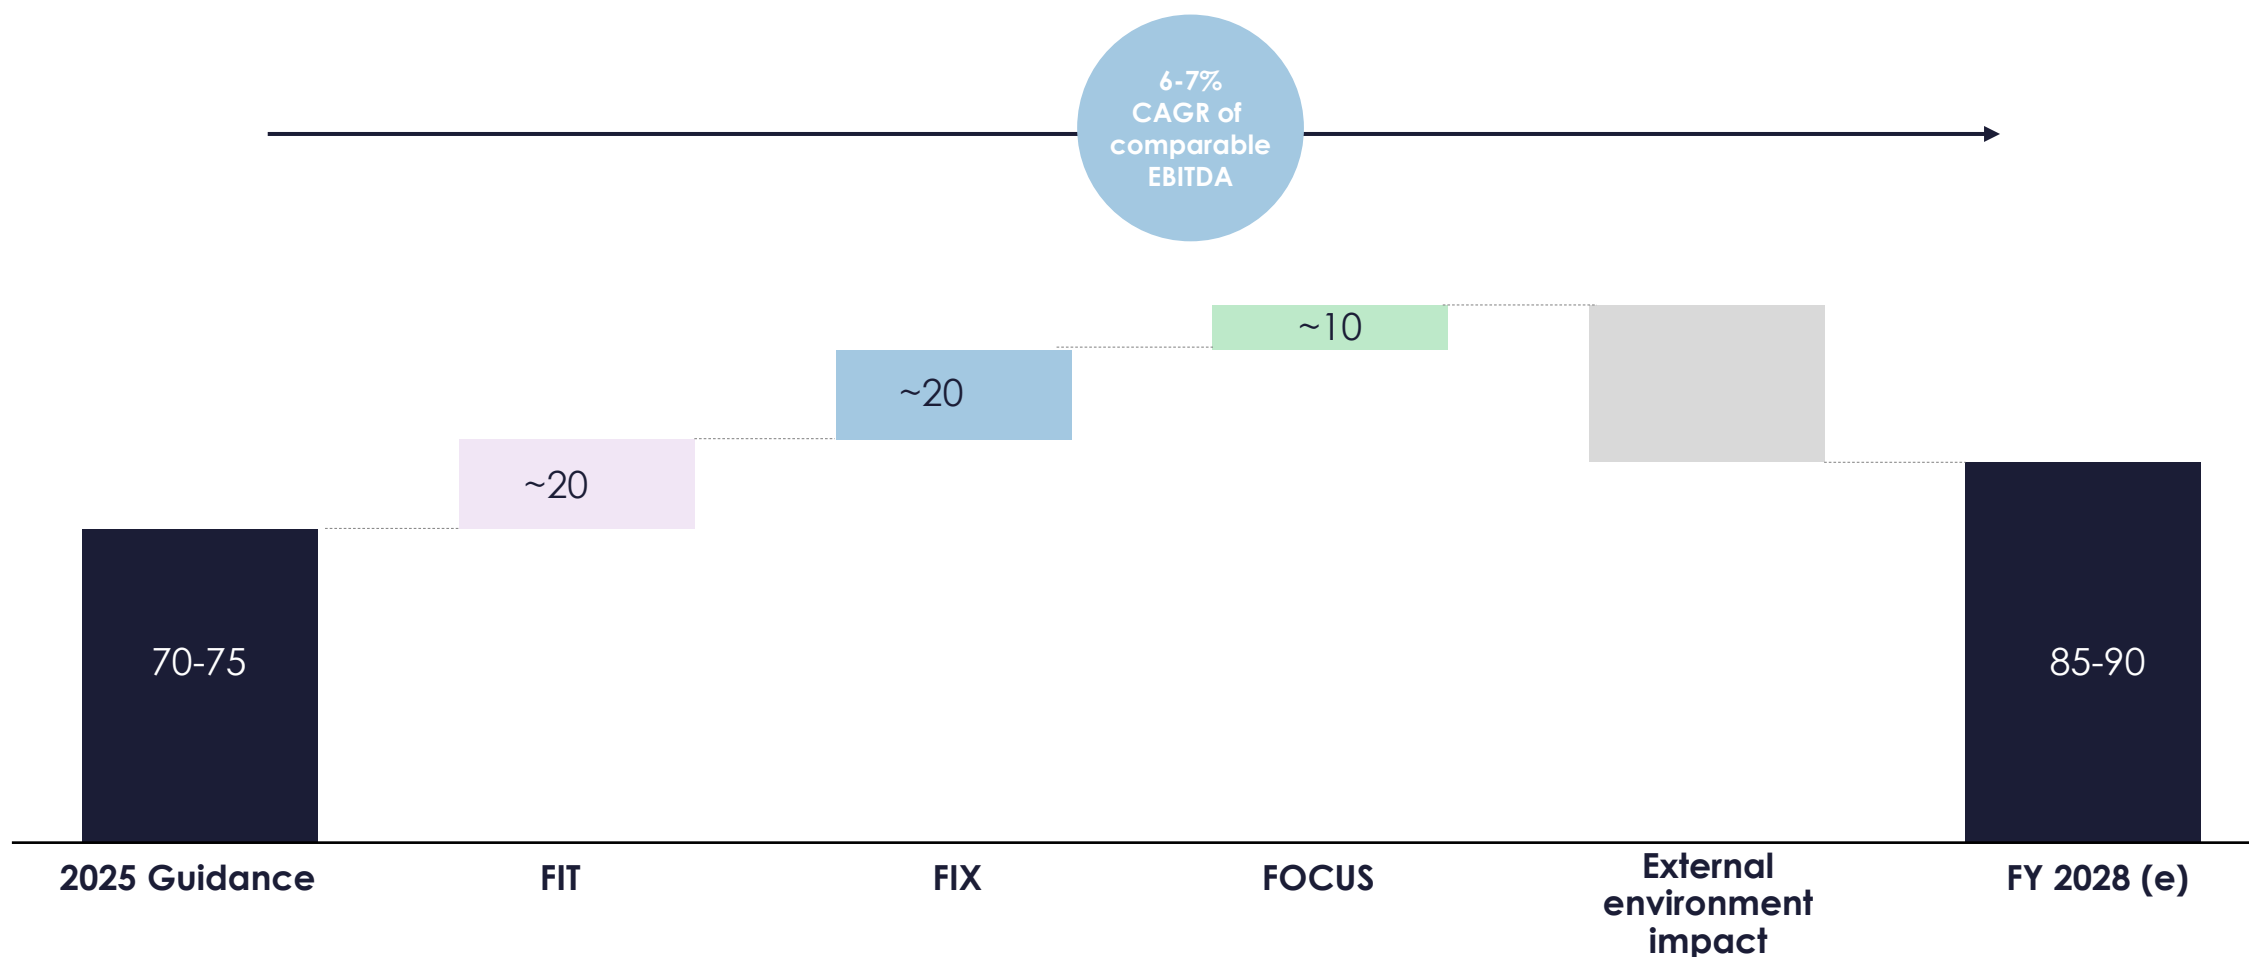 6-7%
CAGR of
comparable
EBITDA
~10
~20
~20
70-75
85-90
2025 Guidance
FIT
FIX
FOCUS
External
environment
impact
FY 2028 (e)